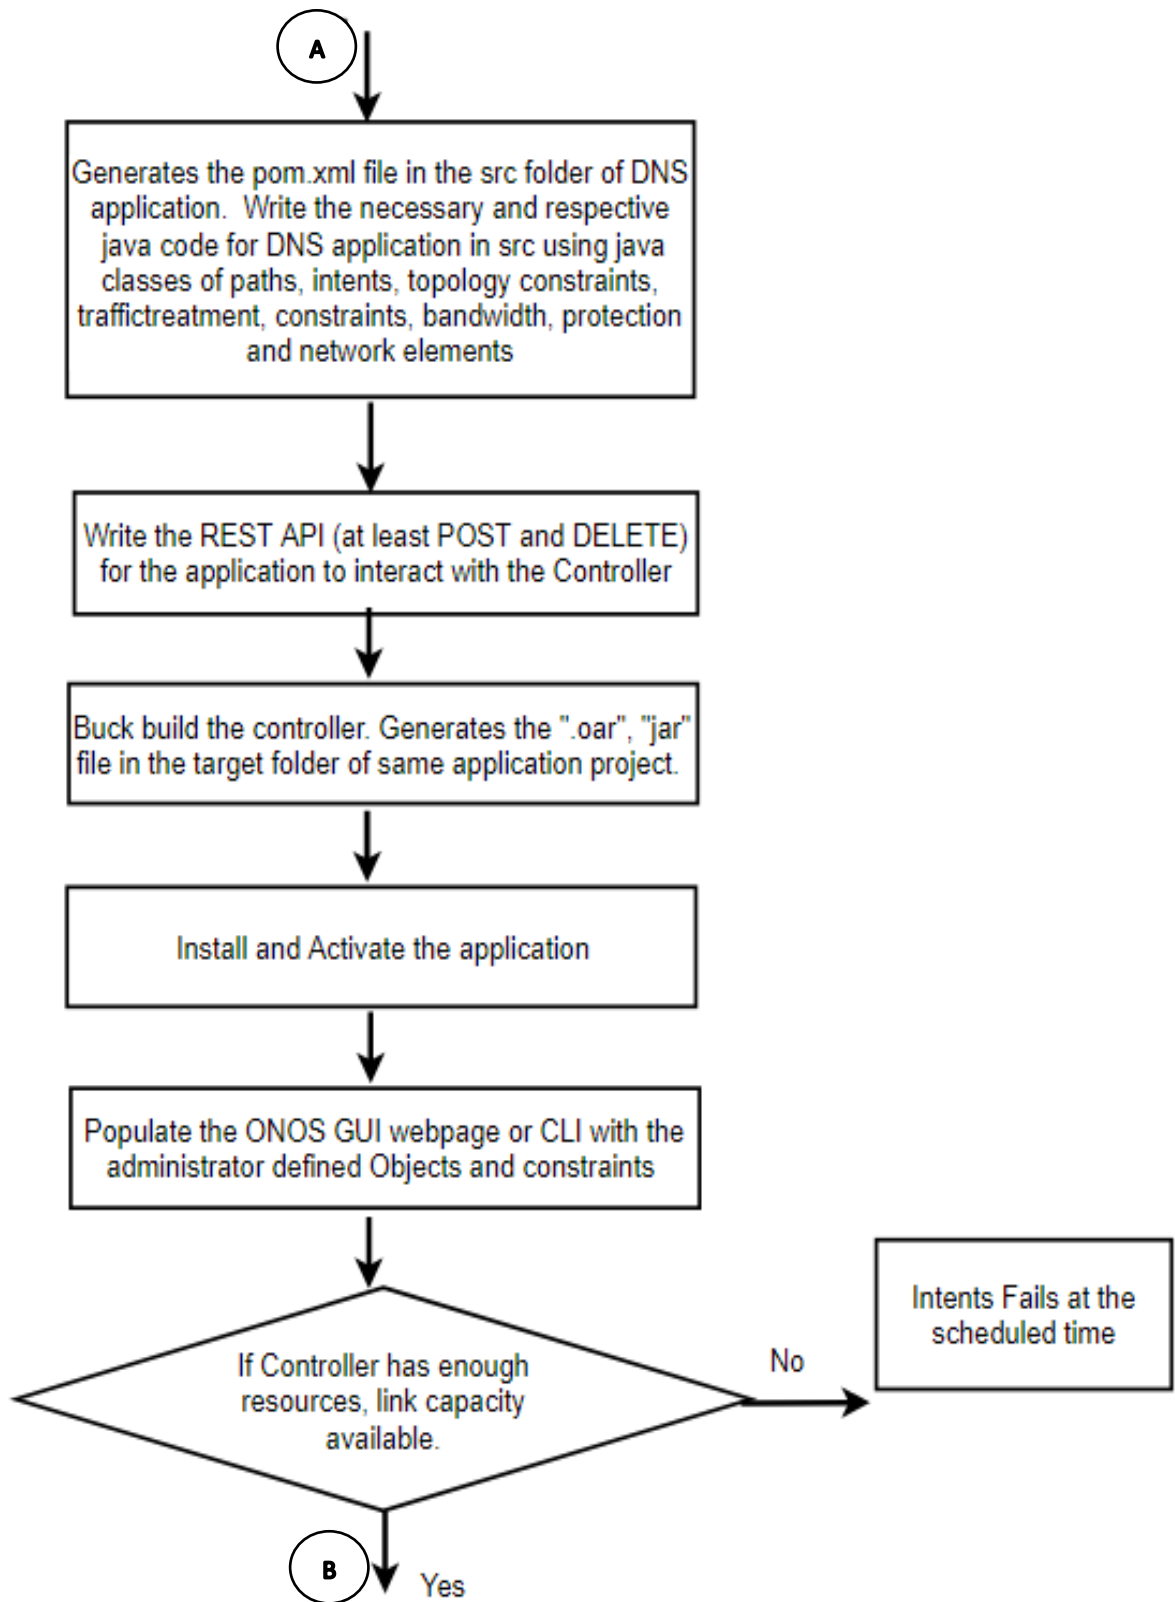 A
Generates the pom.xml file in the src folder of DNS
application.  Write the necessary and respective
java code for DNS application in src using java
classes of paths, intents, topology constraints,
traffictreatment, constraints, bandwidth, protection
and network elements
Write the REST API (at least POST and DELETE)
for the application to interact with the Controller
Buck build the controller. Generates the ".oar", "jar"
file in the target folder of same application project.
Install and Activate the application
Populate the ONOS GUI webpage or CLI with the
administrator defined Objects and constraints
If Controller has enough
resources, link capacity
available.
No
Intents Fails at the
scheduled time
B
Yes